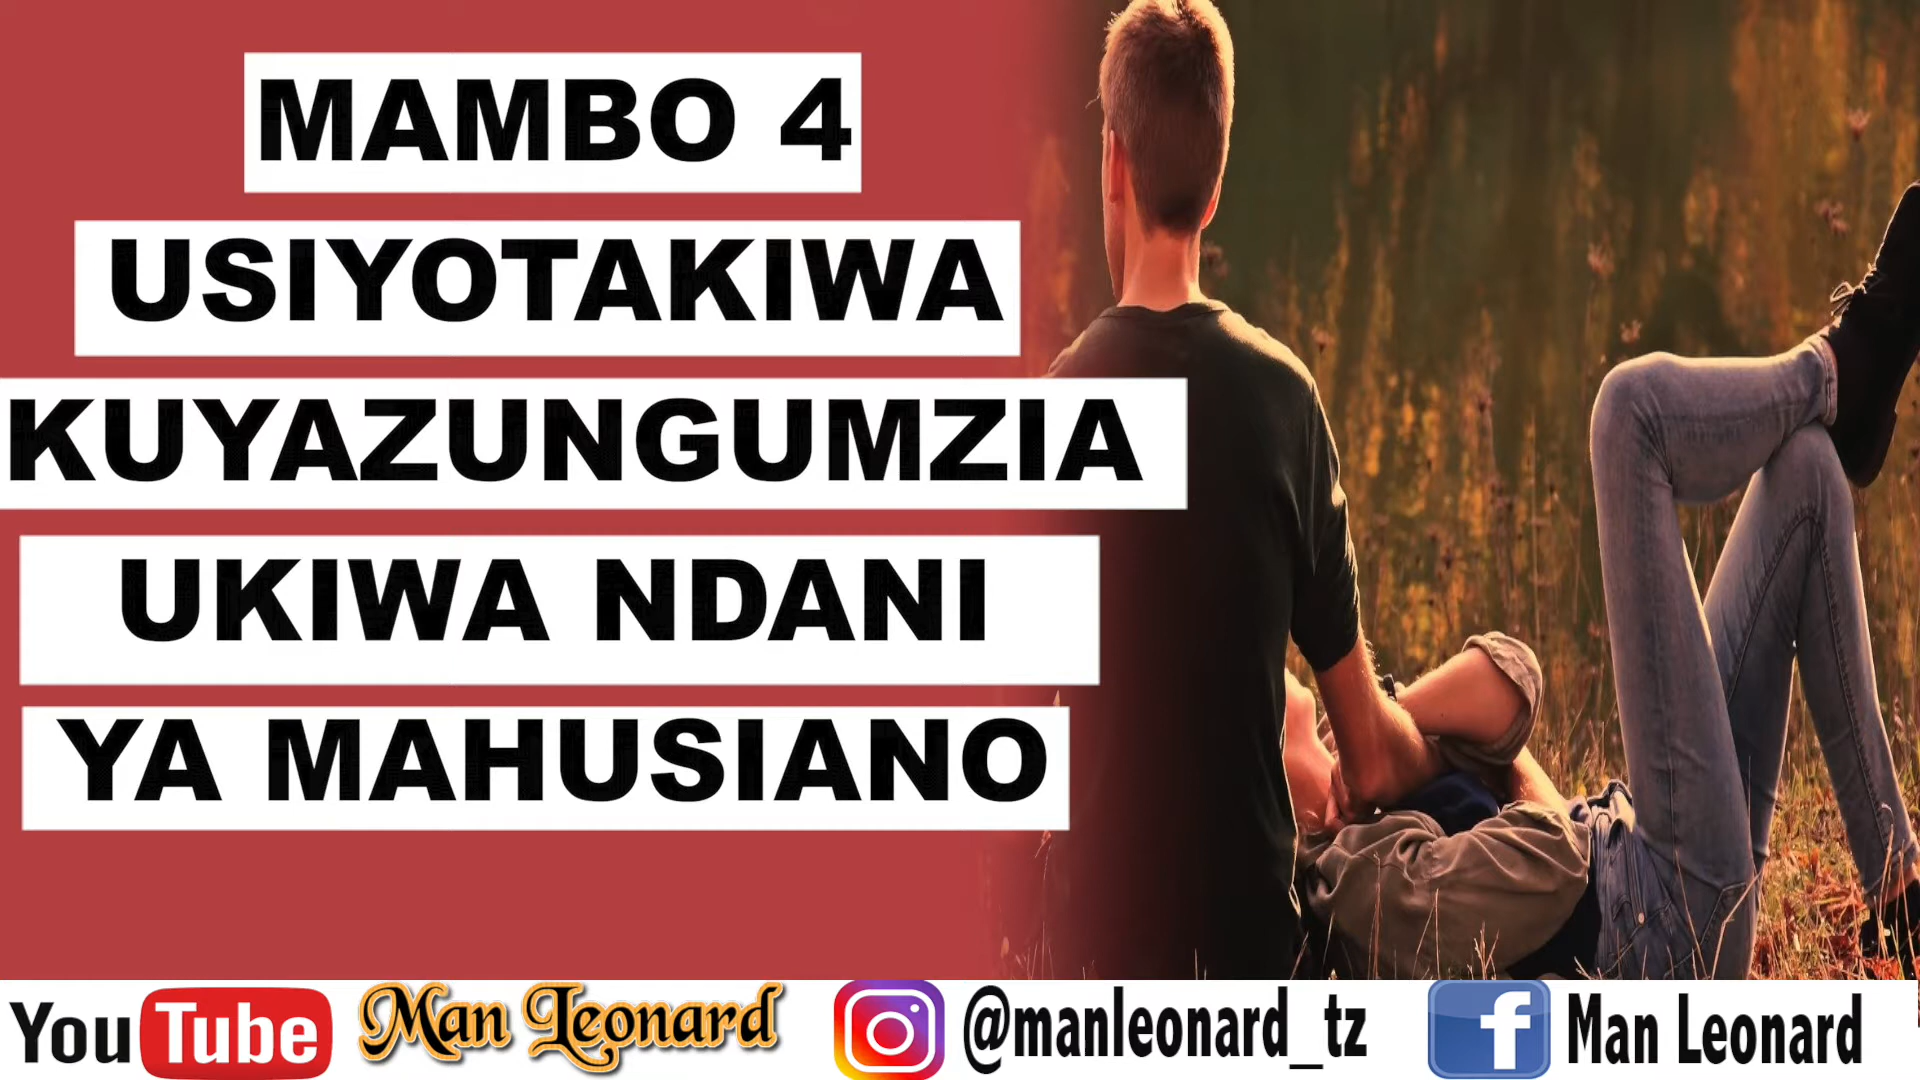 MAMBO 4
USIYOTAKIWA
KUYAZUNGUMZIA
UKIWA NDANI
YA MAHUSIANO
YouTube Man Leonard @manleonard_tz f Man Leonard